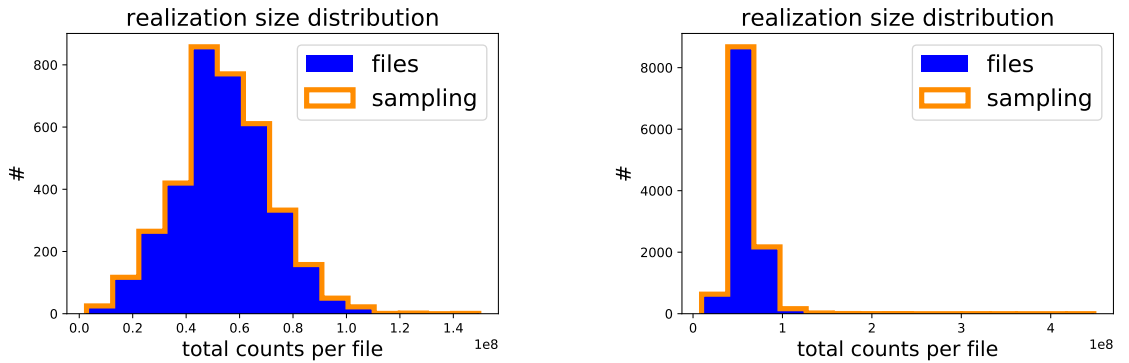 realization size distribution
#
800
600
400
200
0
files
sampling
0.0 0.2 0.4 0.6 0.8 1.0 1.2 1.4
1e8
total counts per file
realization size distribution
#
8000
6000
4000
2000
0
files
sampling
0 1 2 3 4
1e8
total counts per file